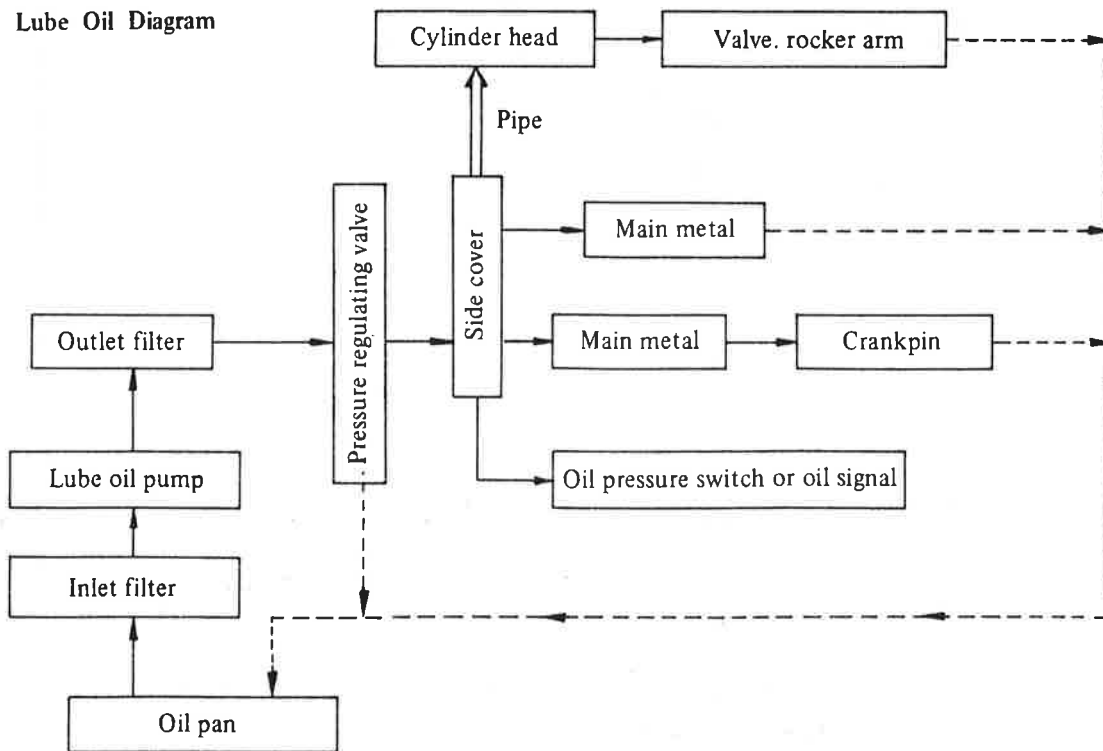 Lube Oil Diagram
Cylinder head
Valve. rocker arm
Pipe
Pressure regulating valve
Side cover
Main metal
Outlet filter
Main metal
Crankpin
Lube oil pump
Oil pressure switch or oil signal
Inlet filter
Oil pan